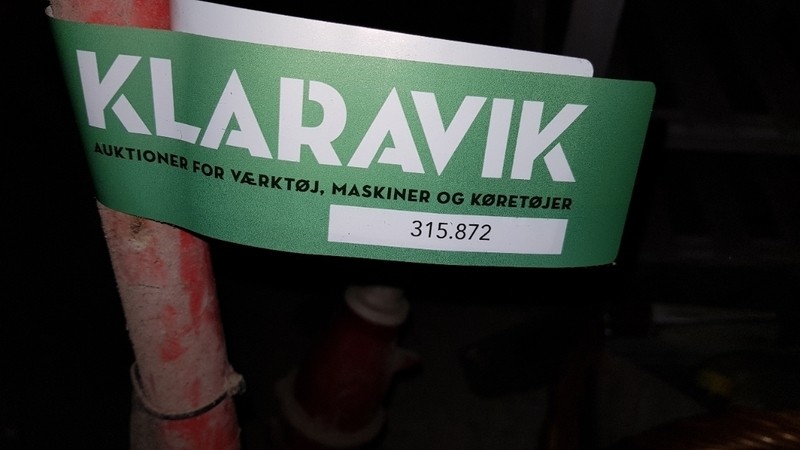 KLARAVIK
AUKTIONER FOR VÆRKTØJ, MASKINER OG KØRETØJER
315.872